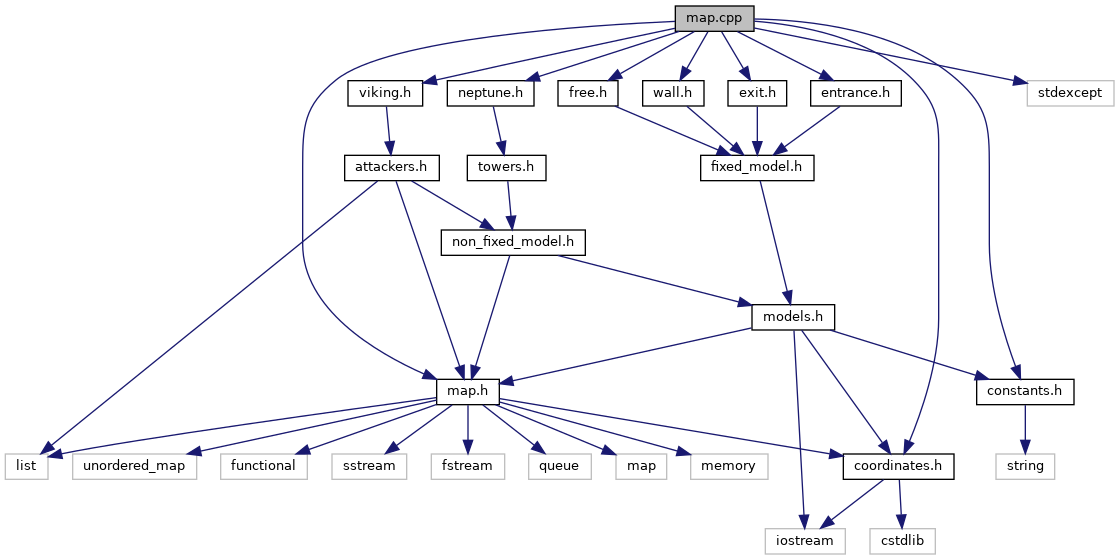 map.cpp
viking.h
neptune.h
free.h
wall.h
exit.h
entrance.h
stdexcept
attackers.h
towers.h
fixed_model.h
non_fixed_model.h
models.h
map.h
constants.h
list
unordered_map
functional
sstream
fstream
queue
map
memory
coordinates.h
string
iostream
cstdlib